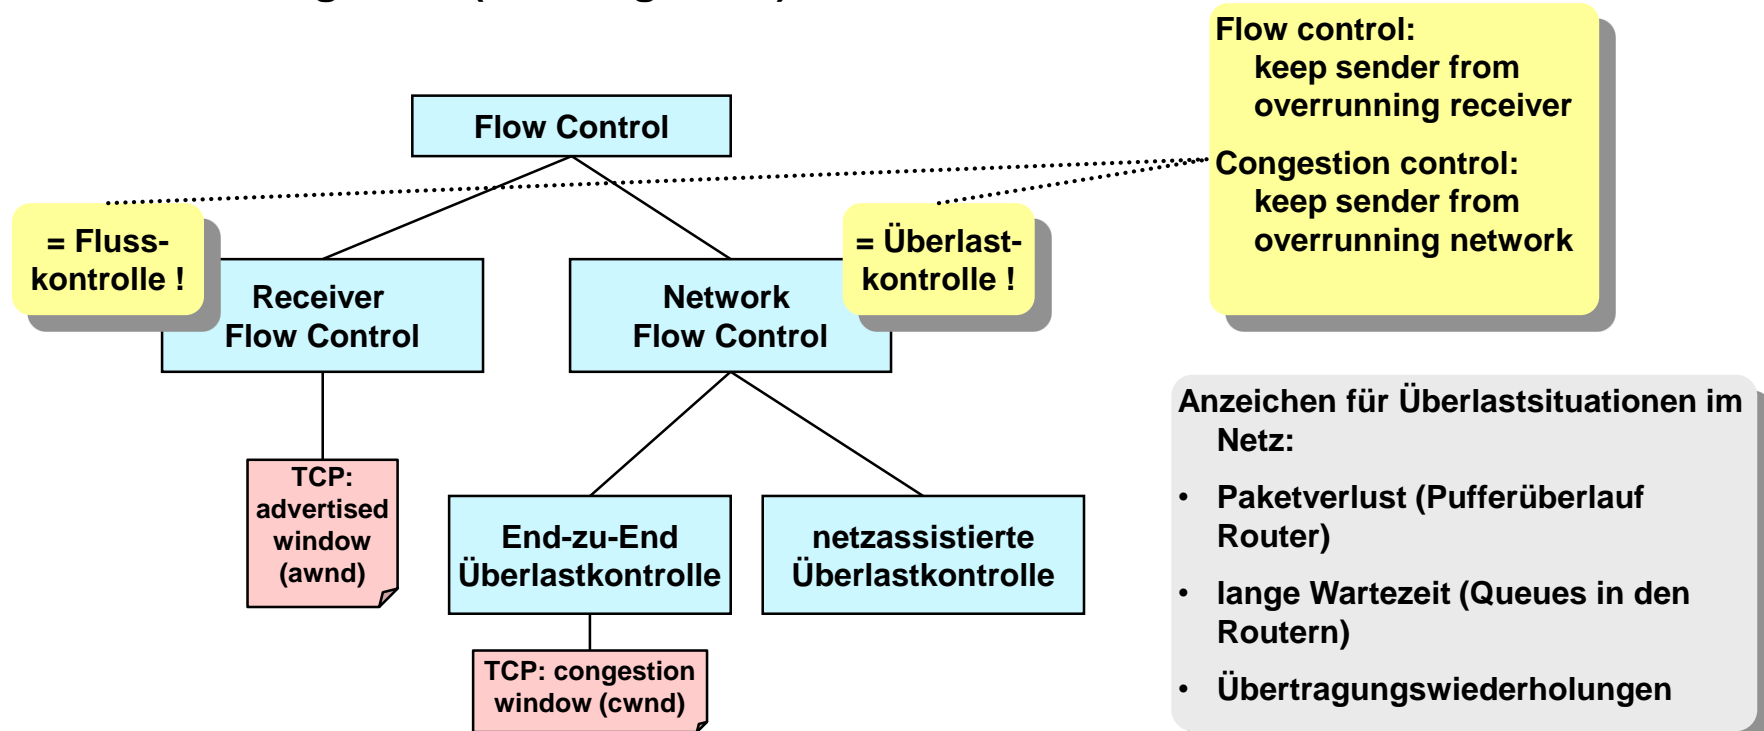 Flow control:
keep sender from
overrunning receiver
Congestion control:
keep sender from
overrunning network
Flow Control
= Fluss-
kontrolle !
Receiver
Flow Control
Network
Flow Control
= Überlast-
kontrolle !
TCP:
advertised
window
(awnd)
End-zu-End
Überlastkontrolle
netzassistierte
Überlastkontrolle
TCP: congestion
window (cwnd)
Anzeichen für Überlastsituationen im
Netz:
• Paketverlust (Pufferüberlauf
Router)
• lange Wartezeit (Queues in den
Routern)
• Übertragungswiederholungen